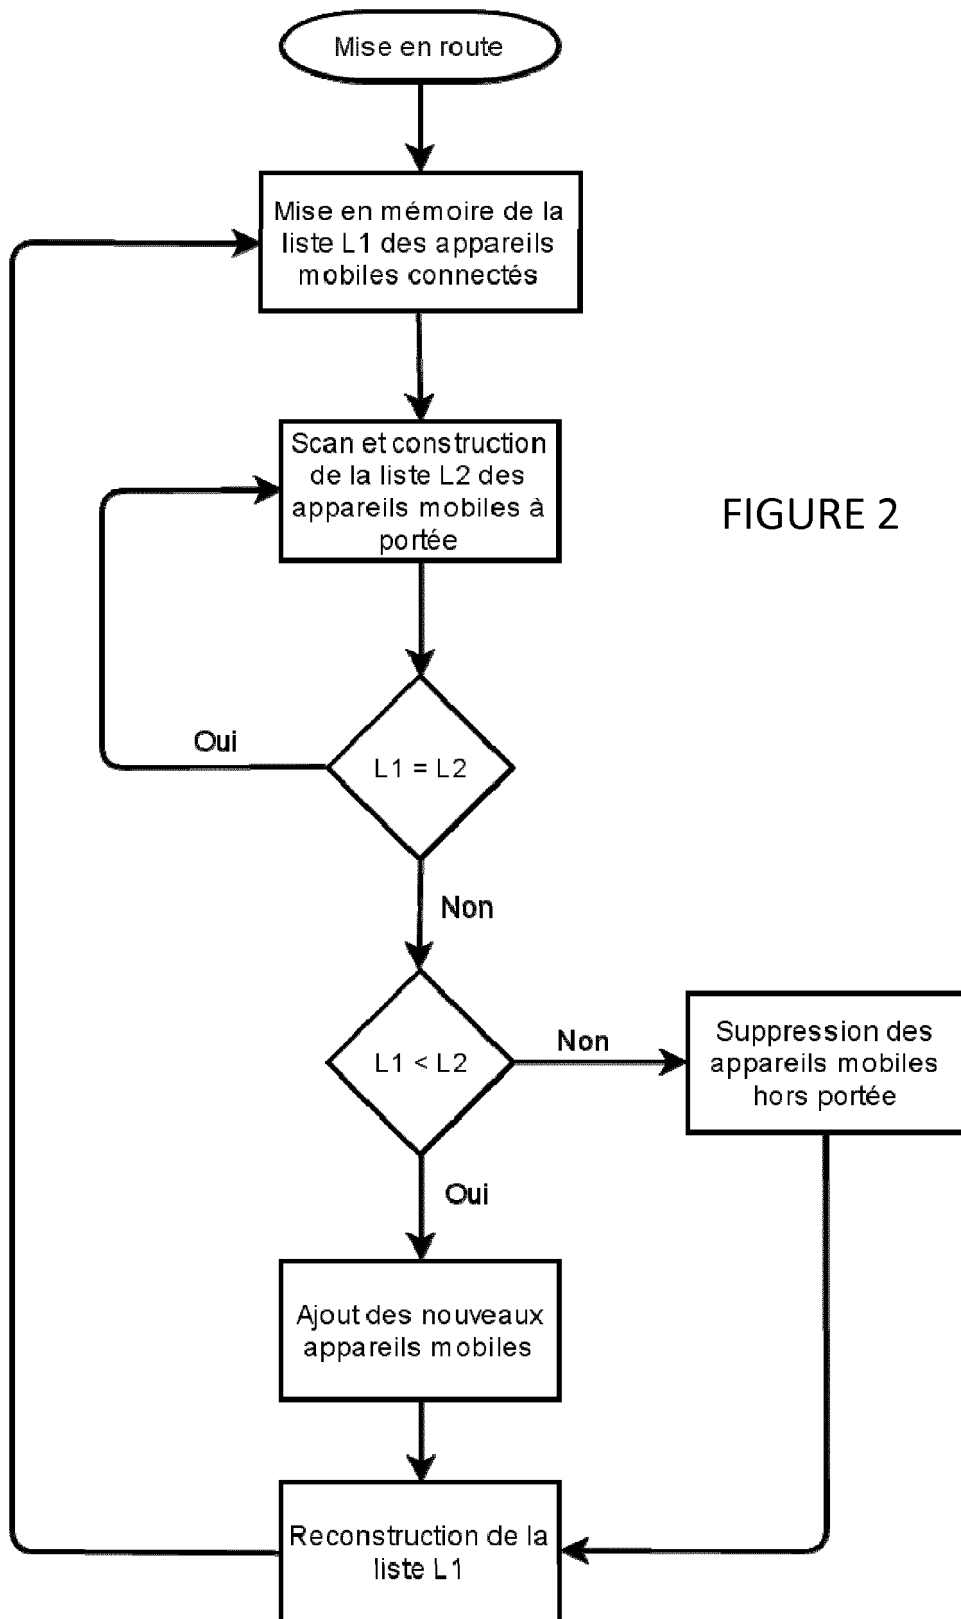 Mise en route
Mise en mémoire de la
liste L1 des appareils
mobiles connectés
Scan et construction
de la liste L2 des
appareils mobiles à
portée
FIGURE 2
Oui
L1 = L2
Non
L1 < L2
Non
Suppression des
appareils mobiles
hors portée
Oui
Ajout des nouveaux
appareils mobiles
Reconstruction de la
liste L1